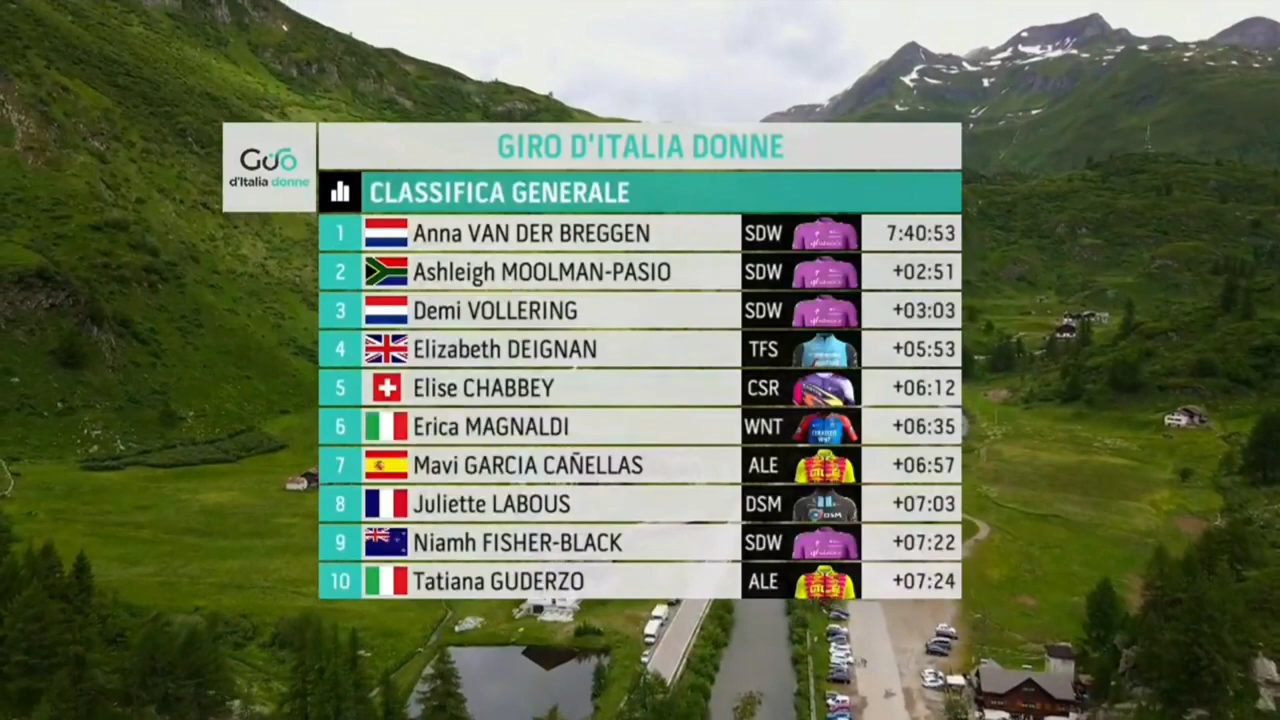 GIRO D'ITALIA DONNE
Giro
d'Italia donne
CLASSIFICA GENERALE
1 Anna VAN DER BREGGEN SDW 7:40:53
2 Ashleigh MOOLMAN-PASIO SDW +02:51
3 Demi VOLLERING SDW +03:03
4 Elizabeth DEIGNAN TFS +05:53
5 Elise CHABBEY CSR +06:12
6 Erica MAGNALDI WNT +06:35
7 Mavi GARCIA CAÑELLAS ALE +06:57
8 Juliette LABOUS DSM DSM +07:03
9 Niamh FISHER-BLACK SDW +07:22
10 Tatiana GUDERZO ALE +07:24